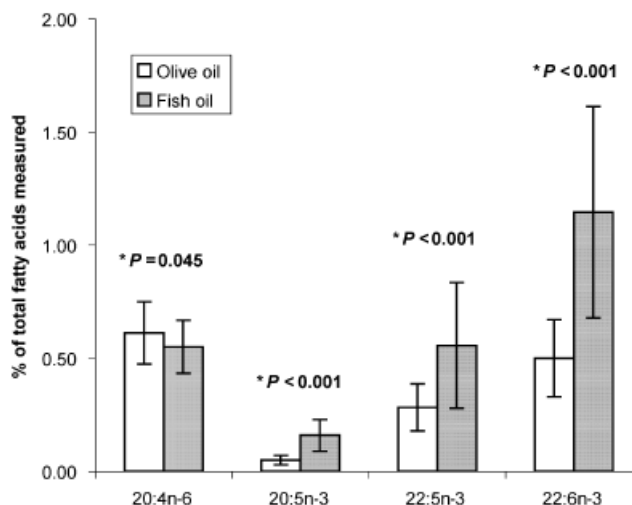 2.00
Olive oil
Fish oil
* P < 0.001
1.50
% of total fatty acids measured
* P < 0.001
1.00
* P = 0.045
0.50
* P < 0.001
0.00
20:4n-6 20:5n-3 22:5n-3 22:6n-3